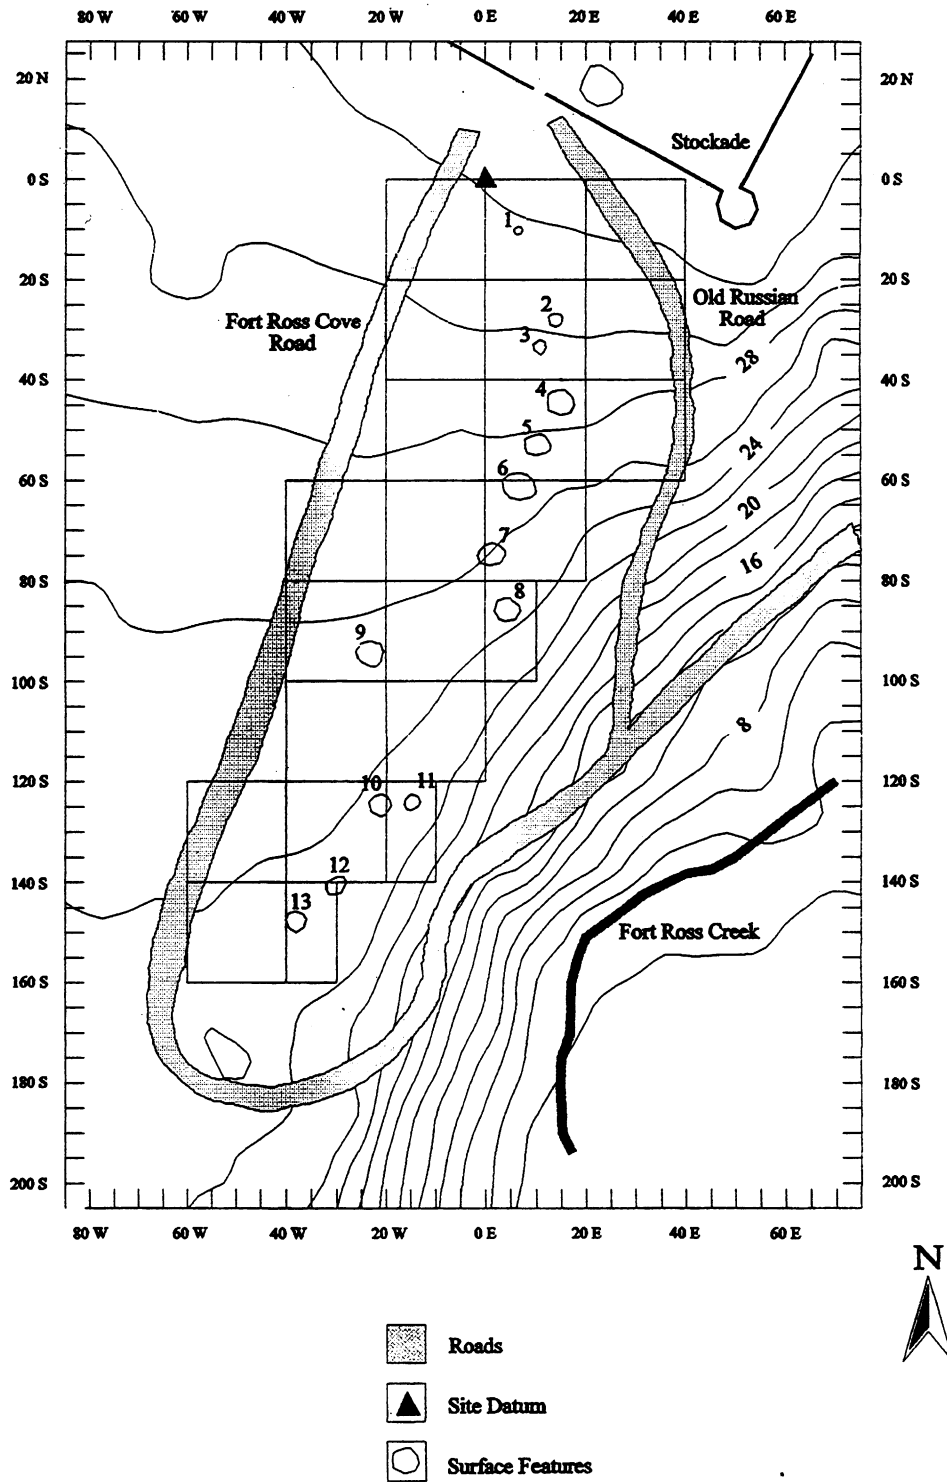 80 W 60 W 40 W 20 W 0 E 20 E 40 E 60 E
20 N 20 N
Stockade
0 S 0 S
1
20 S 20 S
Old Russian
Road
2
Fort Ross Cove
Road
3
28
40 S 40 S
4
5
24
6
60 S 60 S
20
7
16
80 S 80 S
8
9
100 S 100 S
8
120 S 120 S
10 11
12
140 S 140 S
13
Fort Ross Creek
160 S 160 S
180 S 180 S
200 S 200 S
80 W 60 W 40 W 20 W 0 E 20 E 40 E 60 E
N
Roads
Site Datum
Surface Features